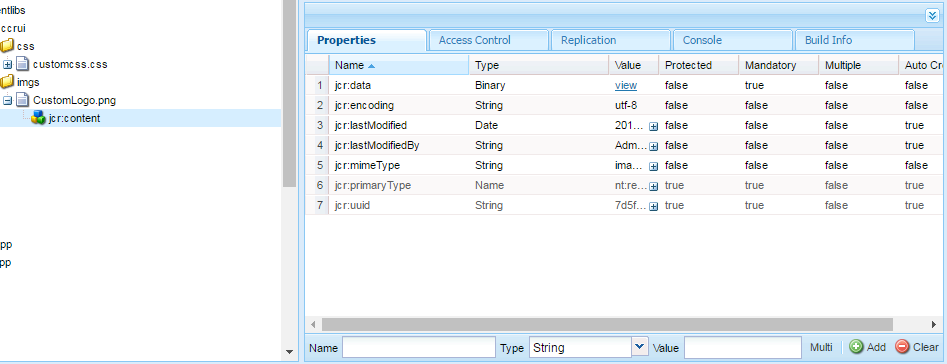 entlibs
ccrui
css
customcss.css
imgs
CustomLogo.png
jcr:content
pp
pp
Properties Access Control Replication Console Build Info
Name Type Value Protected Mandatory Multiple Auto Cre
1 jcr:data Binary view false true false false
2 jcr:encoding String utf-8 false false false false
3 jcr:lastModified Date 201... false false false true
4 jcr:lastModifiedBy String Adm... false false false true
5 jcr:mimeType String ima... false false false false
6 jcr:primaryType Name nt:re... true true false true
7 jcr:uuid String 7d5f... true true false true
Name Type String Value Multi Add Clear